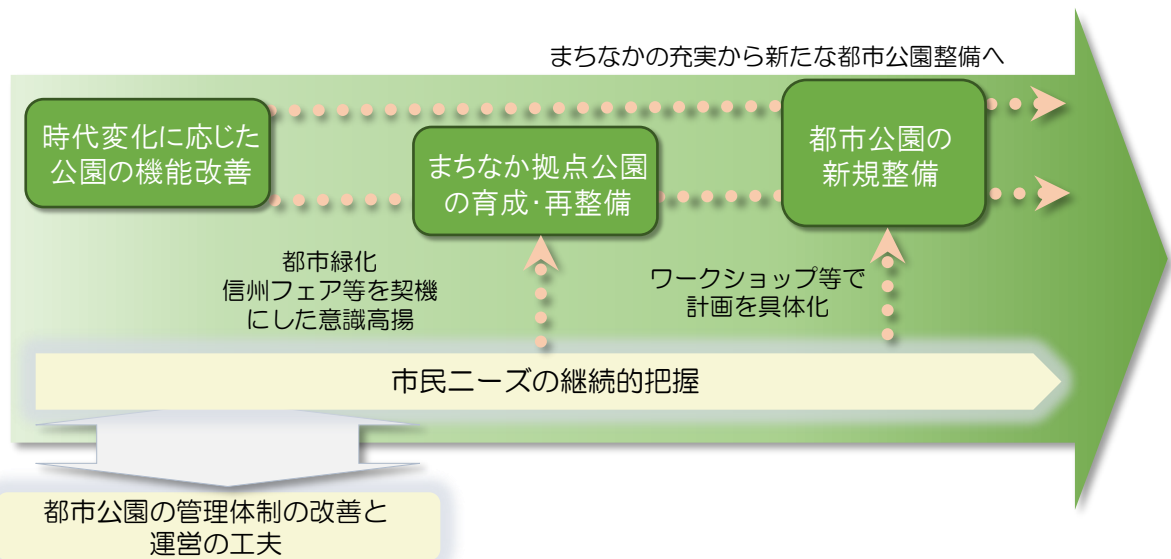 まちなかの充実から新たな都市公園整備へ
時代変化に応じた
公園の機能改善
まちなか拠点公園
の育成・再整備
都市公園の
新規整備
都市緑化
信州フェア等を契機
にした意識高揚
ワークショップ等で
計画を具体化
市民ニーズの継続的把握
都市公園の管理体制の改善と
運営の工夫